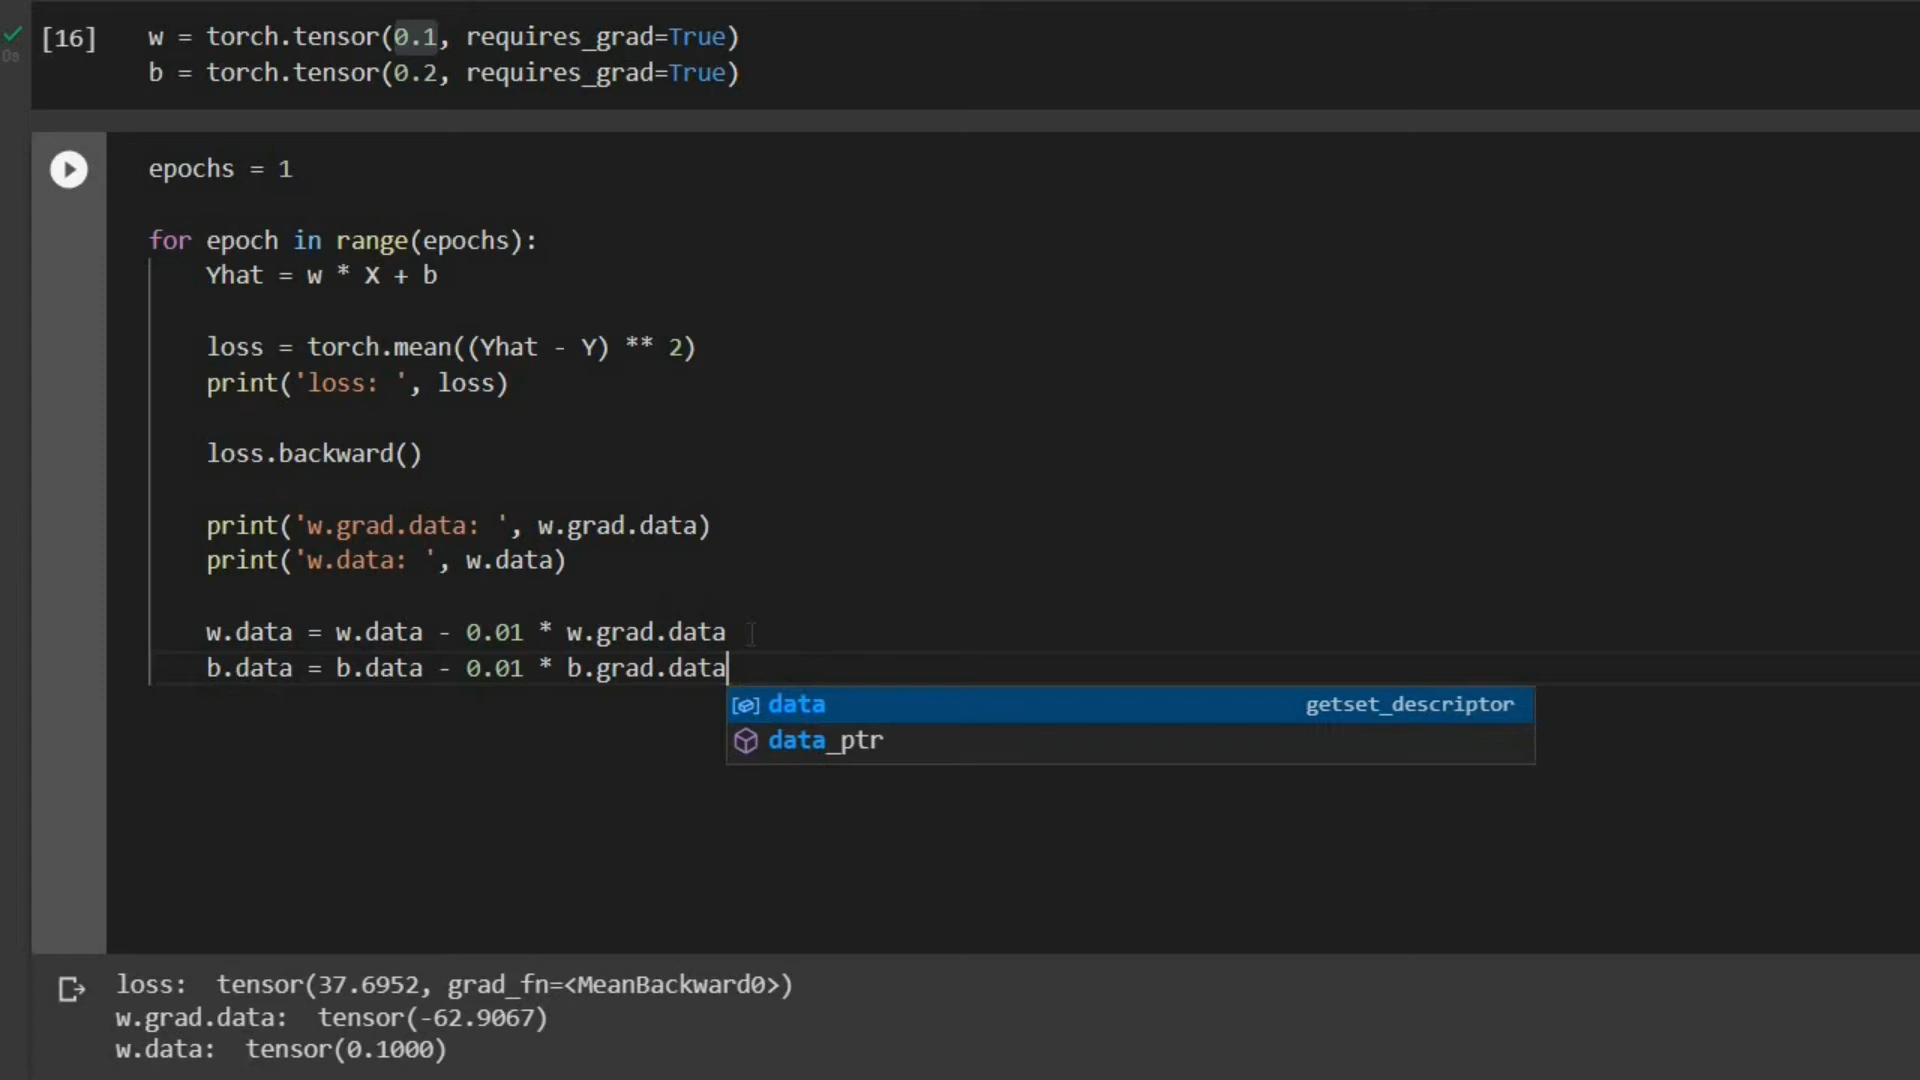 [16] w = torch.tensor(0.1, requires_grad=True)
b = torch.tensor(0.2, requires_grad=True)
0s
epochs = 1
for epoch in range(epochs):
Yhat = w * X + b
loss = torch.mean((Yhat - Y) ** 2)
print('loss: ', loss)
loss.backward()
print('w.grad.data: ', w.grad.data)
print('w.data: ', w.data)
w.data = w.data - 0.01 * w.grad.data
b.data = b.data - 0.01 * b.grad.data
data getset_descriptor
data_ptr
loss:  tensor(37.6952, grad_fn=<MeanBackward0>)
w.grad.data:  tensor(-62.9067)
w.data:  tensor(0.1000)